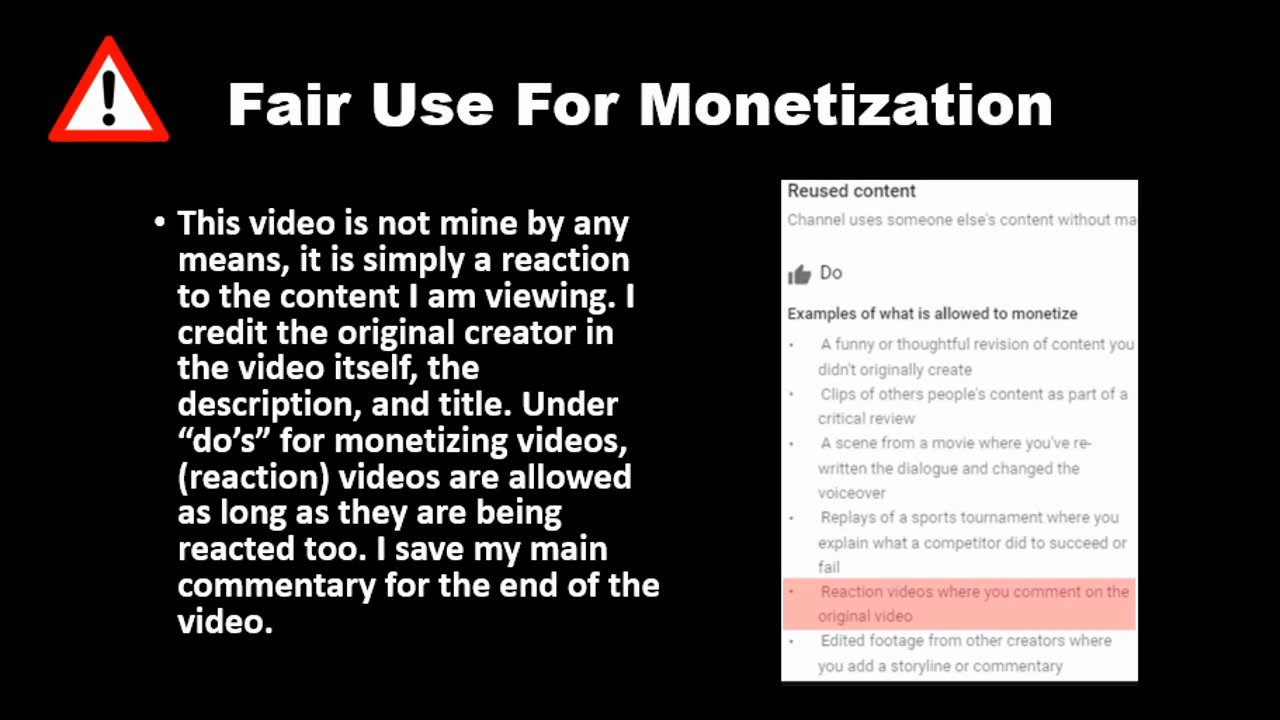 Fair Use For Monetization
• This video is not mine by any
means, it is simply a reaction
to the content I am viewing. I
credit the original creator in
the video itself, the
description, and title. Under
“do’s” for monetizing videos,
(reaction) videos are allowed
as long as they are being
reacted too. I save my main
commentary for the end of the
video.
Reused content
Channel uses someone else's content without ma
Do
Examples of what is allowed to monetize
• A funny or thoughtful revision of content you
didn't originally create
• Clips of others people's content as part of a
critical review
• A scene from a movie where you've re-
written the dialogue and changed the
voiceover
• Replays of a sports tournament where you
explain what a competitor did to succeed or
fail
• Reaction videos where you comment on the
original video
• Edited footage from other creators where
you add a storyline or commentary